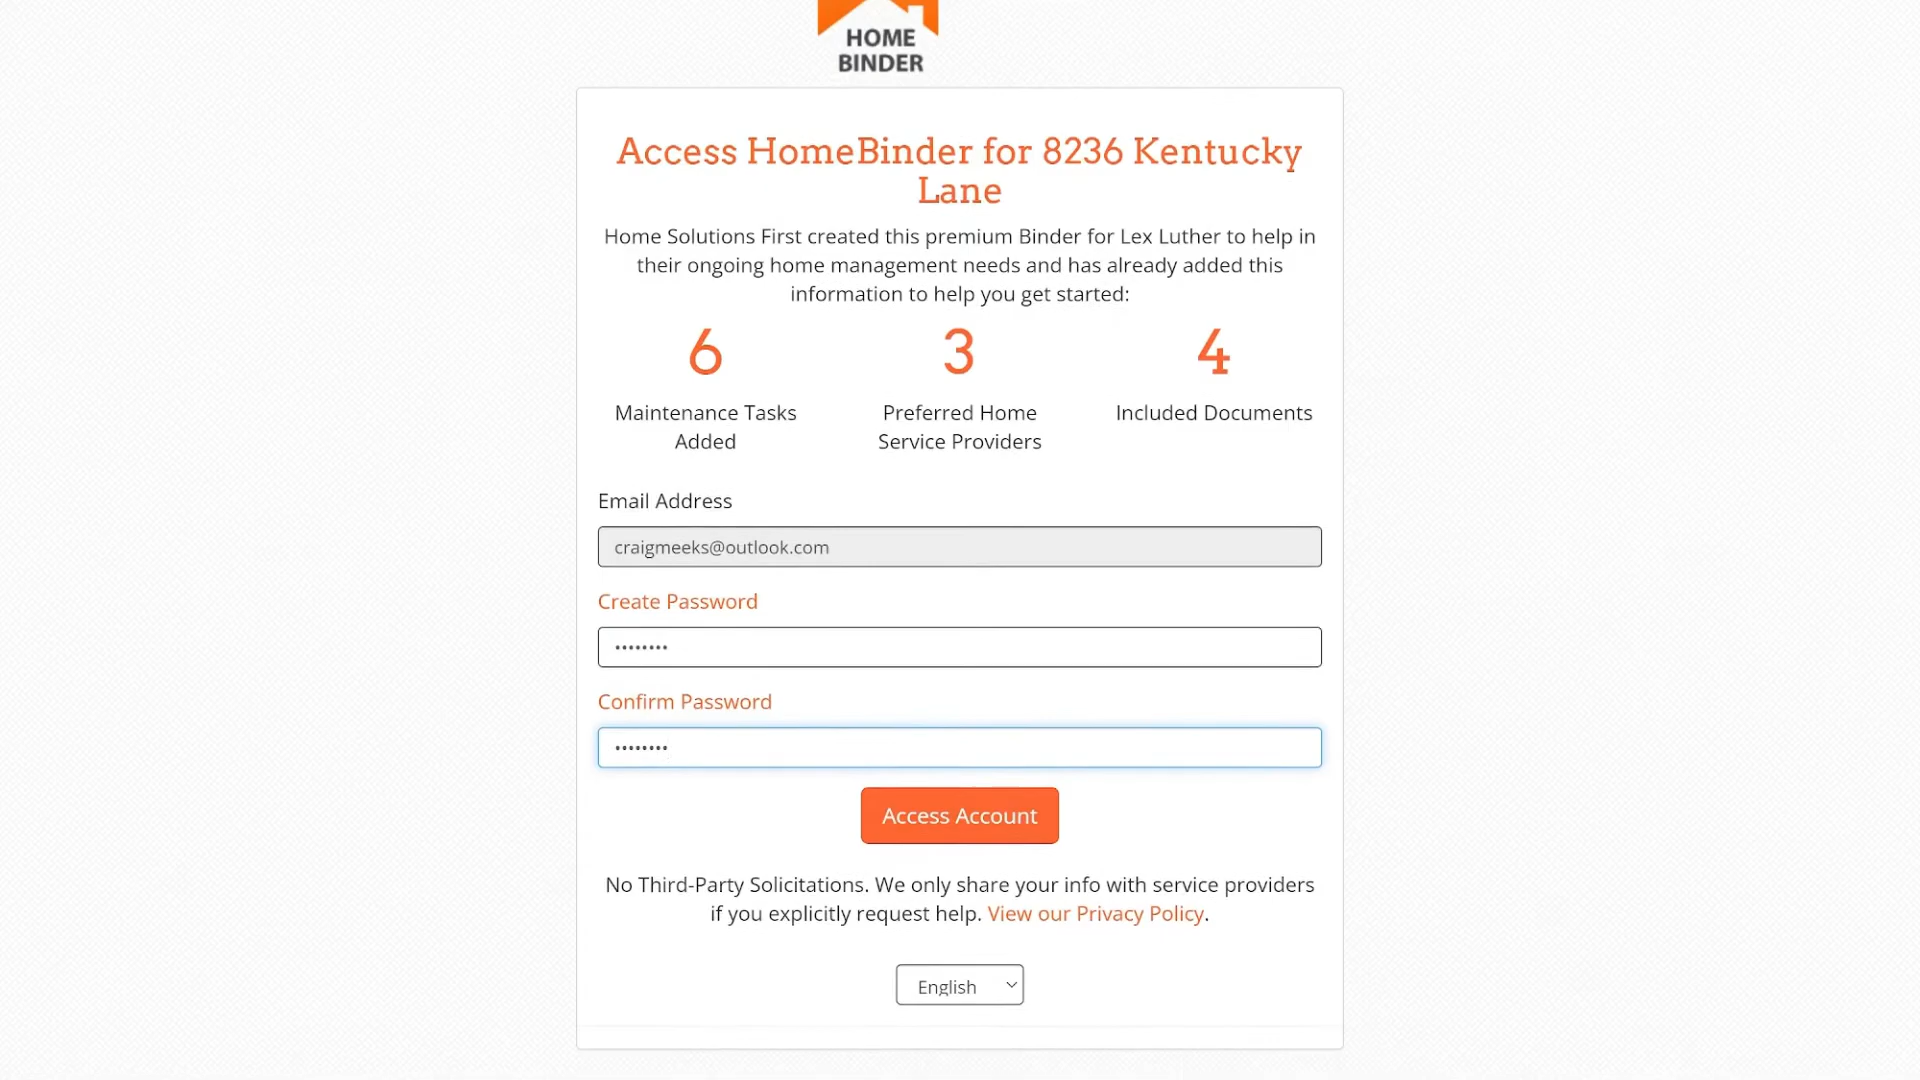 HOME
BINDER
Access HomeBinder for 8236 Kentucky
Lane
Home Solutions First created this premium Binder for Lex Luther to help in
their ongoing home management needs and has already added this
information to help you get started:
6 3 4
Maintenance Tasks Preferred Home Included Documents
Added Service Providers
Email Address
craigmeeks@outlook.com
Create Password
••••••••
Confirm Password
••••••••
Access Account
No Third-Party Solicitations. We only share your info with service providers
if you explicitly request help. View our Privacy Policy.
English